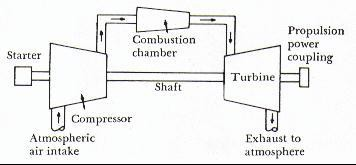 Propulsion
power
coupling
Combustion
chamber
Starter
Turbine
Shaft
Compressor
Atmospheric
air intake
Exhaust to
atmosphere